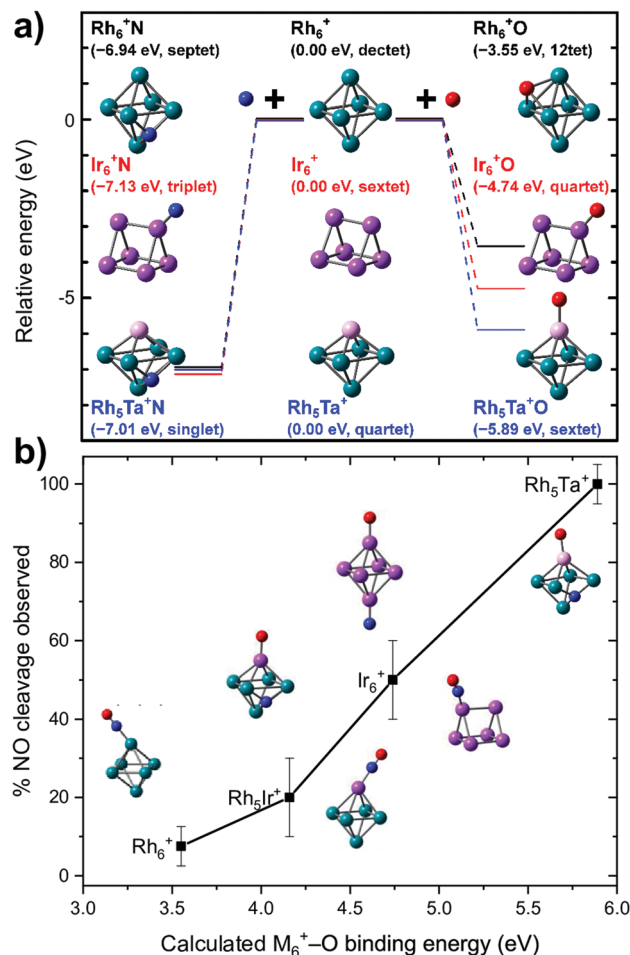 a)
Rh₆⁺N
(−6.94 eV, septet)
Rh₆⁺
(0.00 eV, dectet)
Rh₆⁺O
(−3.55 eV, 12tet)
+
+
0
Ir₆⁺N
(−7.13 eV, triplet)
Ir₆⁺
(0.00 eV, sextet)
Ir₆⁺O
(−4.74 eV, quartet)
Relative energy (eV)
-5
Rh₅Ta⁺N
(−7.01 eV, singlet)
Rh₅Ta⁺
(0.00 eV, quartet)
Rh₅Ta⁺O
(−5.89 eV, sextet)
b)
100
80
60
40
20
0
% NO cleavage observed
Rh₅Ta⁺
Ir₆⁺
Rh₅Ir⁺
Rh₆⁺
3.0
3.5
4.0
4.5
5.0
5.5
6.0
Calculated M₆⁺–O binding energy (eV)